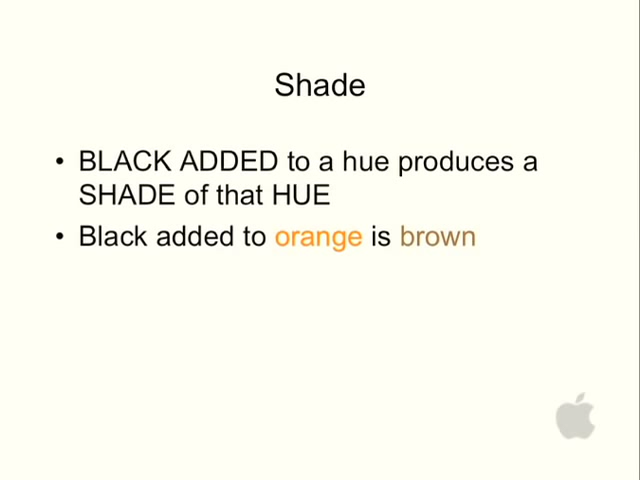 Shade
• BLACK ADDED to a hue produces a
SHADE of that HUE
• Black added to orange is brown